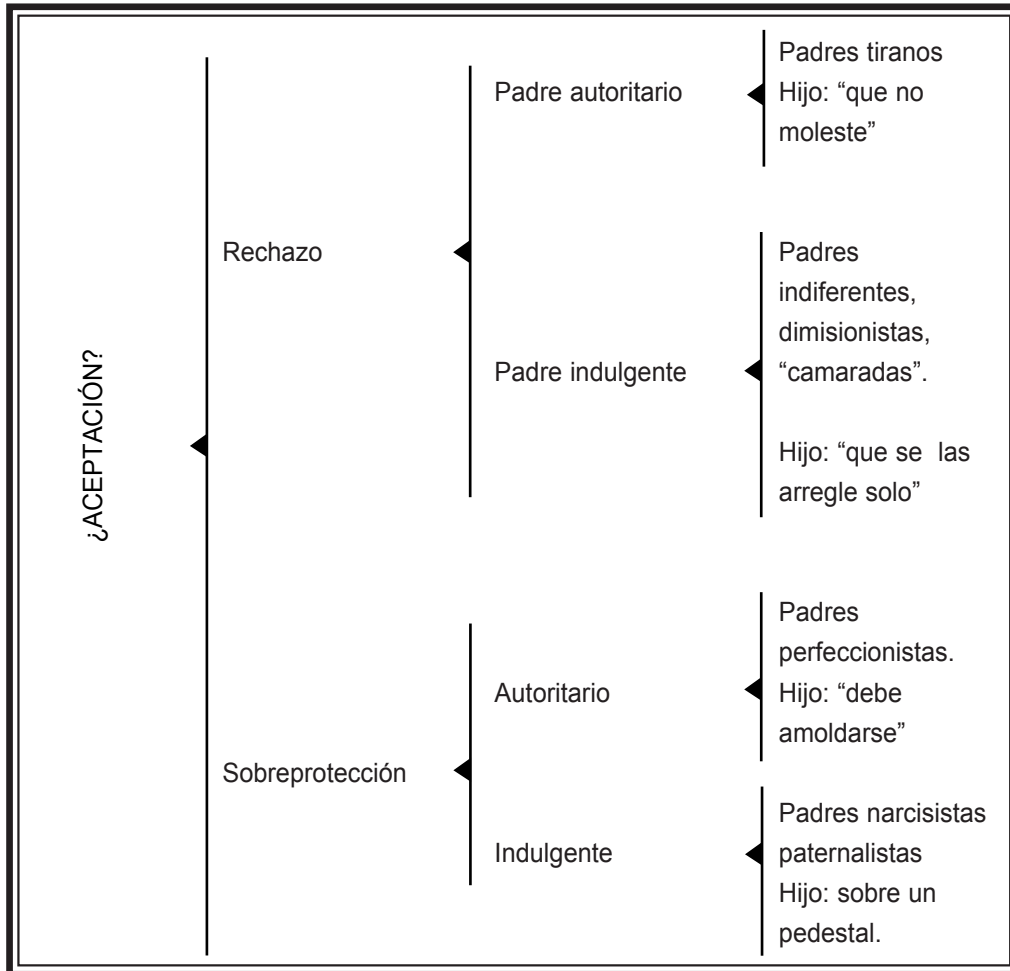 ¿ACEPTACIÓN?
Rechazo
Padre autoritario
Padres tiranos
Hijo: “que no
moleste”
Padre indulgente
Padres
indiferentes,
dimisionistas,
“camaradas”.
Hijo: “que se las
arregle solo”
Sobreprotección
Autoritario
Padres
perfeccionistas.
Hijo: “debe
amoldarse”
Indulgente
Padres narcisistas
paternalistas
Hijo: sobre un
pedestal.